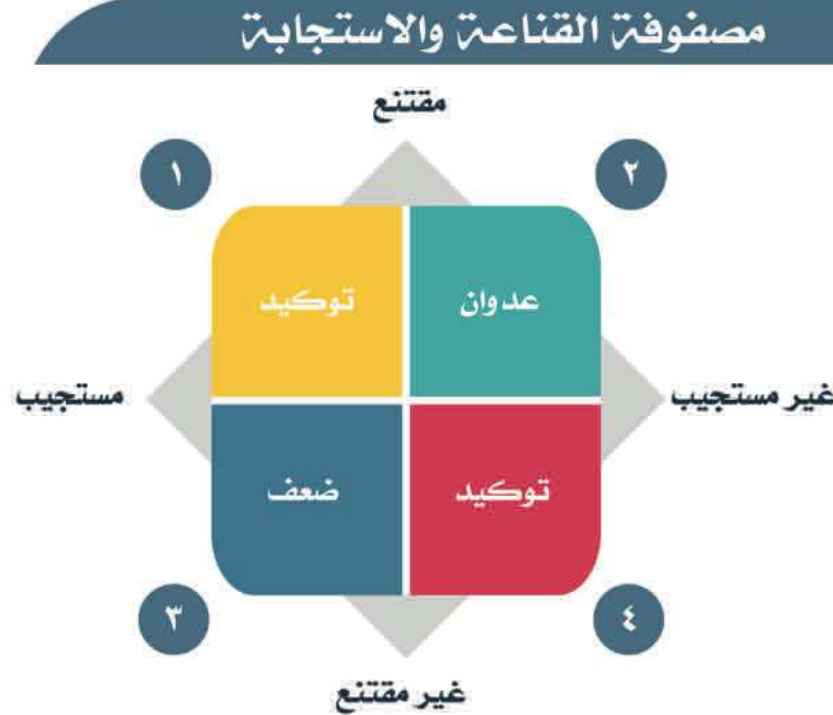 مصفوفة القناعة والاستجابة
مقتنع
٢
١
عدوان
توكيد
غير مستجيب
مستجيب
توكيد
ضعف
٤
٣
غير مقتنع